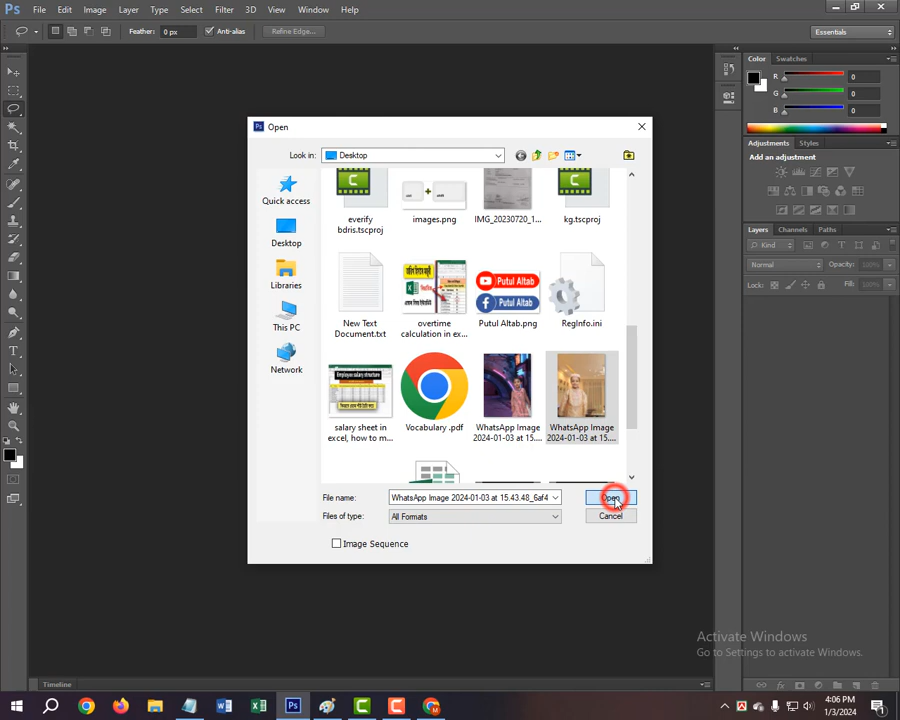 Ps File Edit Image Layer Type Select Filter 3D View Window Help
Feather: 0 px Anti-alias Refine Edge... Essentials
Color Swatches
R 0
G 0
B 0
Adjustments Styles
Add an adjustment
Layers Channels Paths
Kind
Normal Opacity: 100%
Lock: Fill:
Ps Open
Look in: Desktop
Quick access
Desktop
Libraries
This PC
Network
everify
bdris.tscproj
images.png
IMG_20230720_1...
kg.tscproj
New Text
Document.txt
overtime
calculation in ex...
Putul Altab
Putul Altab
Putul Altab.png
RegInfo.ini
Employee salary structure
salary sheet in
excel, how to m...
Vocabulary .pdf
WhatsApp Image
2024-01-03 at 15....
WhatsApp Image
2024-01-03 at 15....
File name: WhatsApp Image 2024-01-03 at 15.43.48_6af4 Open
Files of type: All Formats Cancel
Image Sequence
Activate Windows
Go to Settings to activate Windows.
Timeline
4:06 PM
1/3/2024